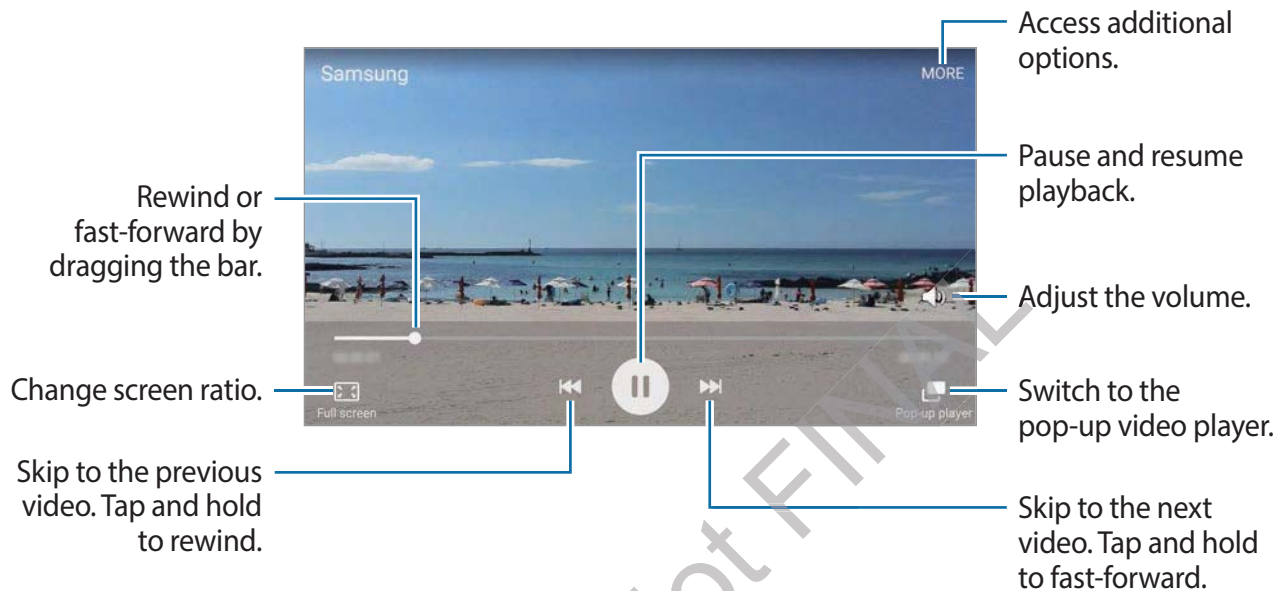 Access additional
options.
Samsung
MORE
Pause and resume
playback.
Rewind or
fast-forward by
dragging the bar.
Adjust the volume.
Change screen ratio.
Full screen
Pop-up player
Switch to the
pop-up video player.
Skip to the previous
video. Tap and hold
to rewind.
Skip to the next
video. Tap and hold
to fast-forward.
not FINAL